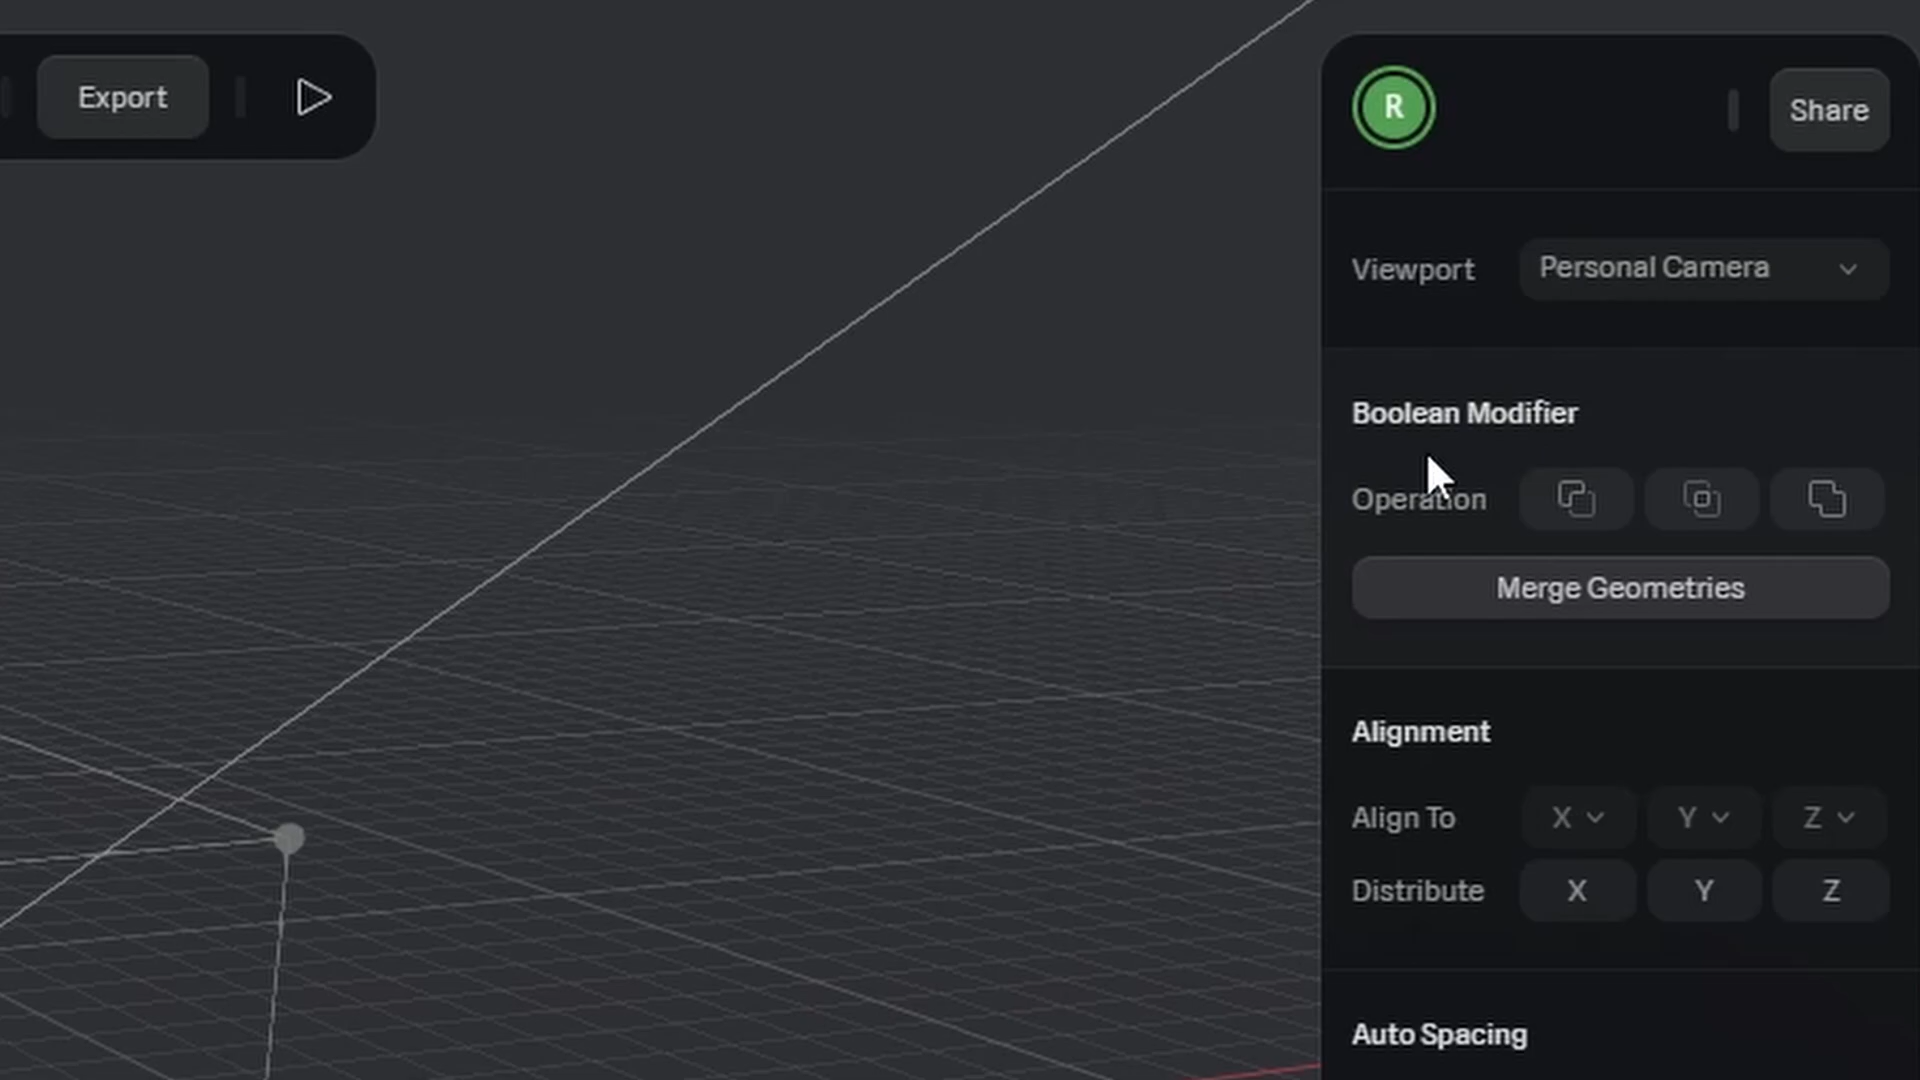 Export
R
Share
Viewport Personal Camera
Boolean Modifier
Operation
Merge Geometries
Alignment
Align To X Y Z
Distribute X Y Z
Auto Spacing